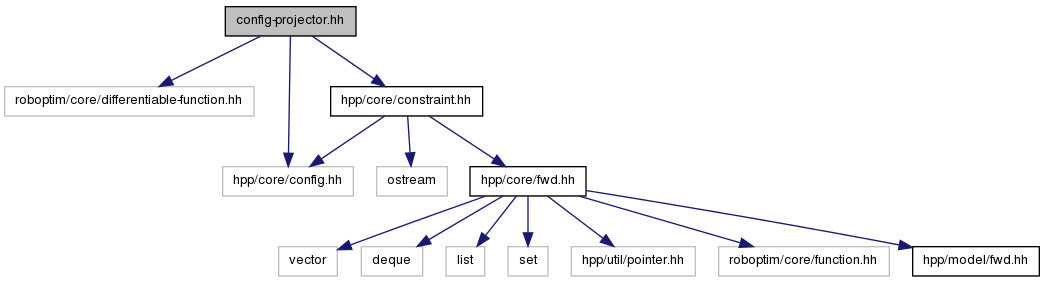 config-projector.hh
roboptim/core/differentiable-function.hh
hpp/core/constraint.hh
hpp/core/config.hh
ostream
hpp/core/fwd.hh
vector
deque
list
set
hpp/util/pointer.hh
roboptim/core/function.hh
hpp/model/fwd.hh